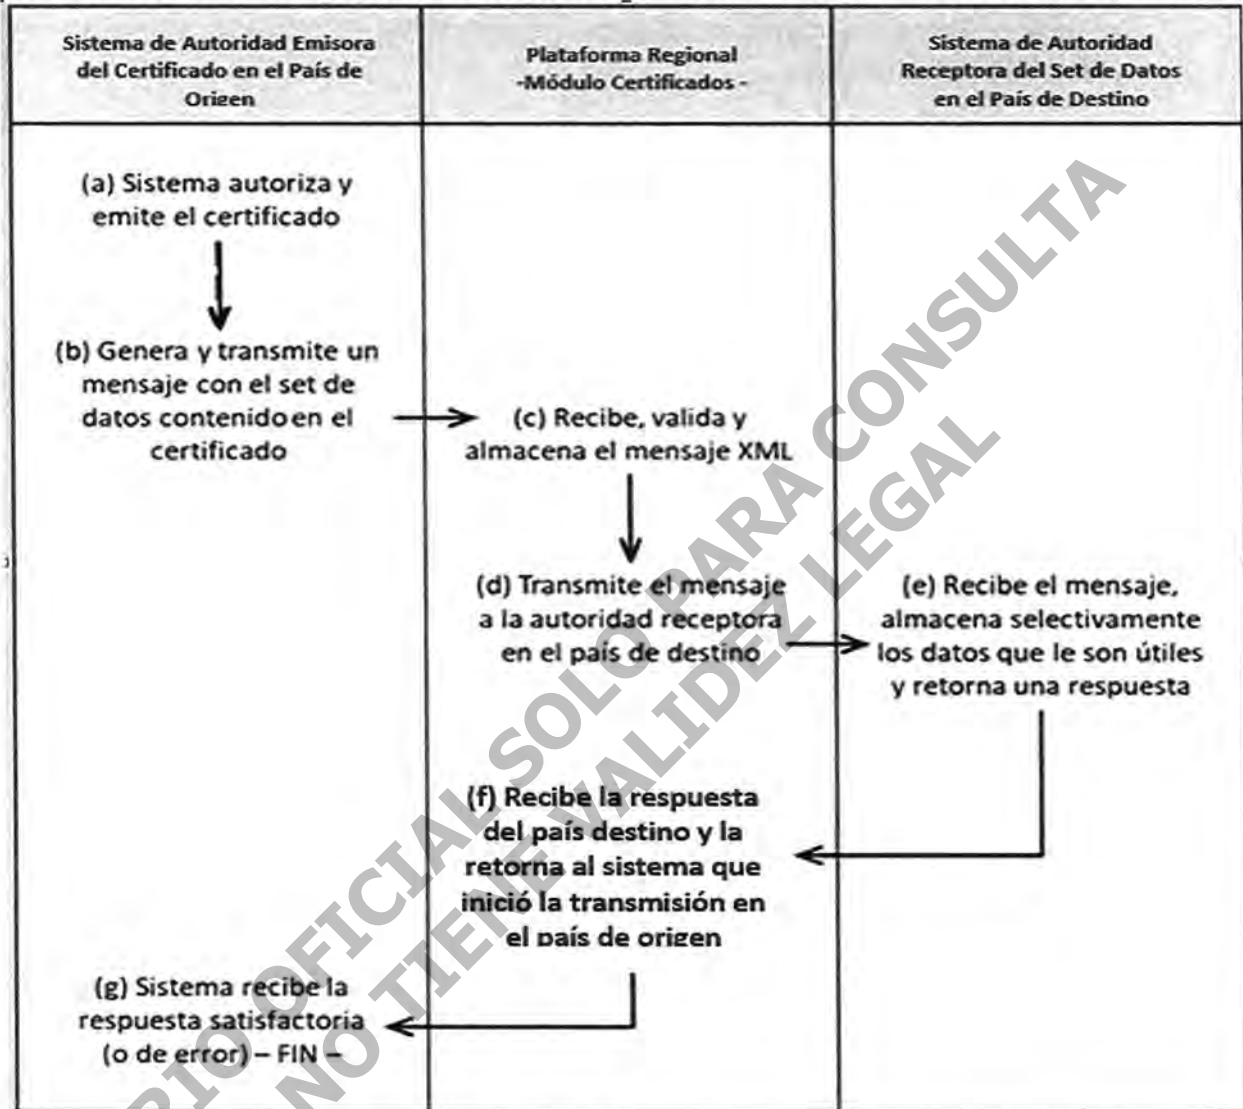 Sistema de Autoridad Emisora
del Certificado en el País de
Origen
Plataforma Regional
-Módulo Certificados -
Sistema de Autoridad
Receptora del Set de Datos
en el País de Destino
(a) Sistema autoriza y
emite el certificado
(b) Genera y transmite un
mensaje con el set de
datos contenido en el
certificado
(c) Recibe, valida y
almacena el mensaje XML
(d) Transmite el mensaje
a la autoridad receptora
en el país de destino
(e) Recibe el mensaje,
almacena selectivamente
los datos que le son útiles
y retorna una respuesta
(f) Recibe la respuesta
del país destino y la
retorna al sistema que
inició la transmisión en
el país de origen
(g) Sistema recibe la
respuesta satisfactoria
(o de error) – FIN –
RIO OFICIAL SOLO PARA CONSULTA
NO TIENE VALIDEZ LEGAL